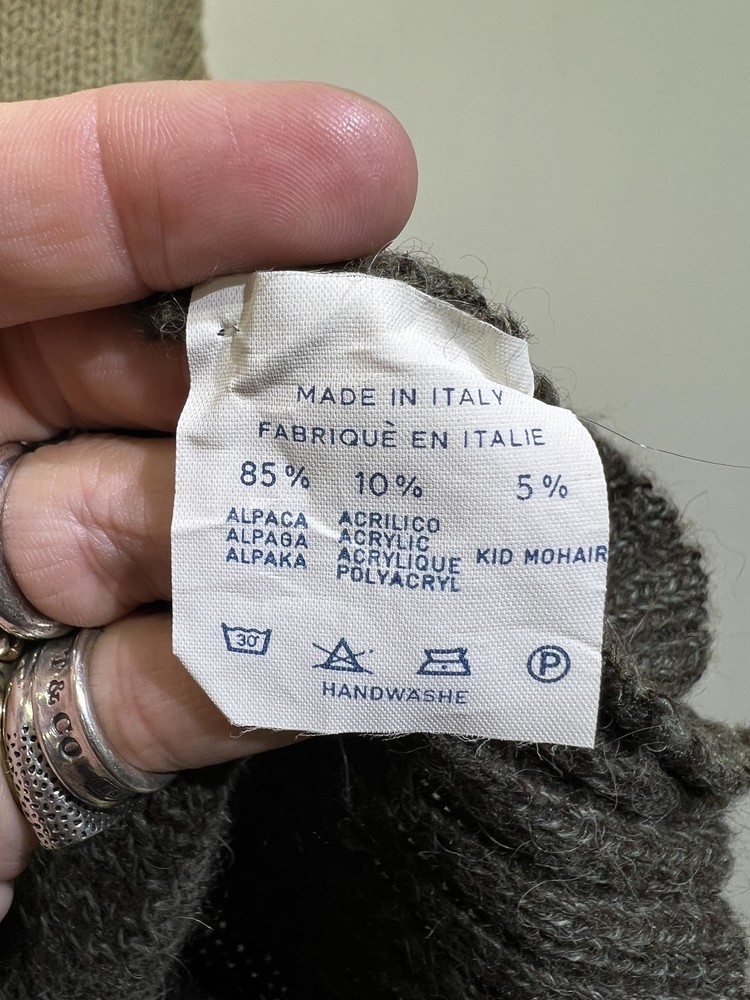 MADE IN ITALY
FABRIQUÈ EN ITALIE
85% 10% 5%
ALPACA ACRILICO
ALPAGA ACRYLIC
ALPAKA ACRYLIQUE KID MOHAIR
POLYACRYL
30 P
HANDWASHE
& CO